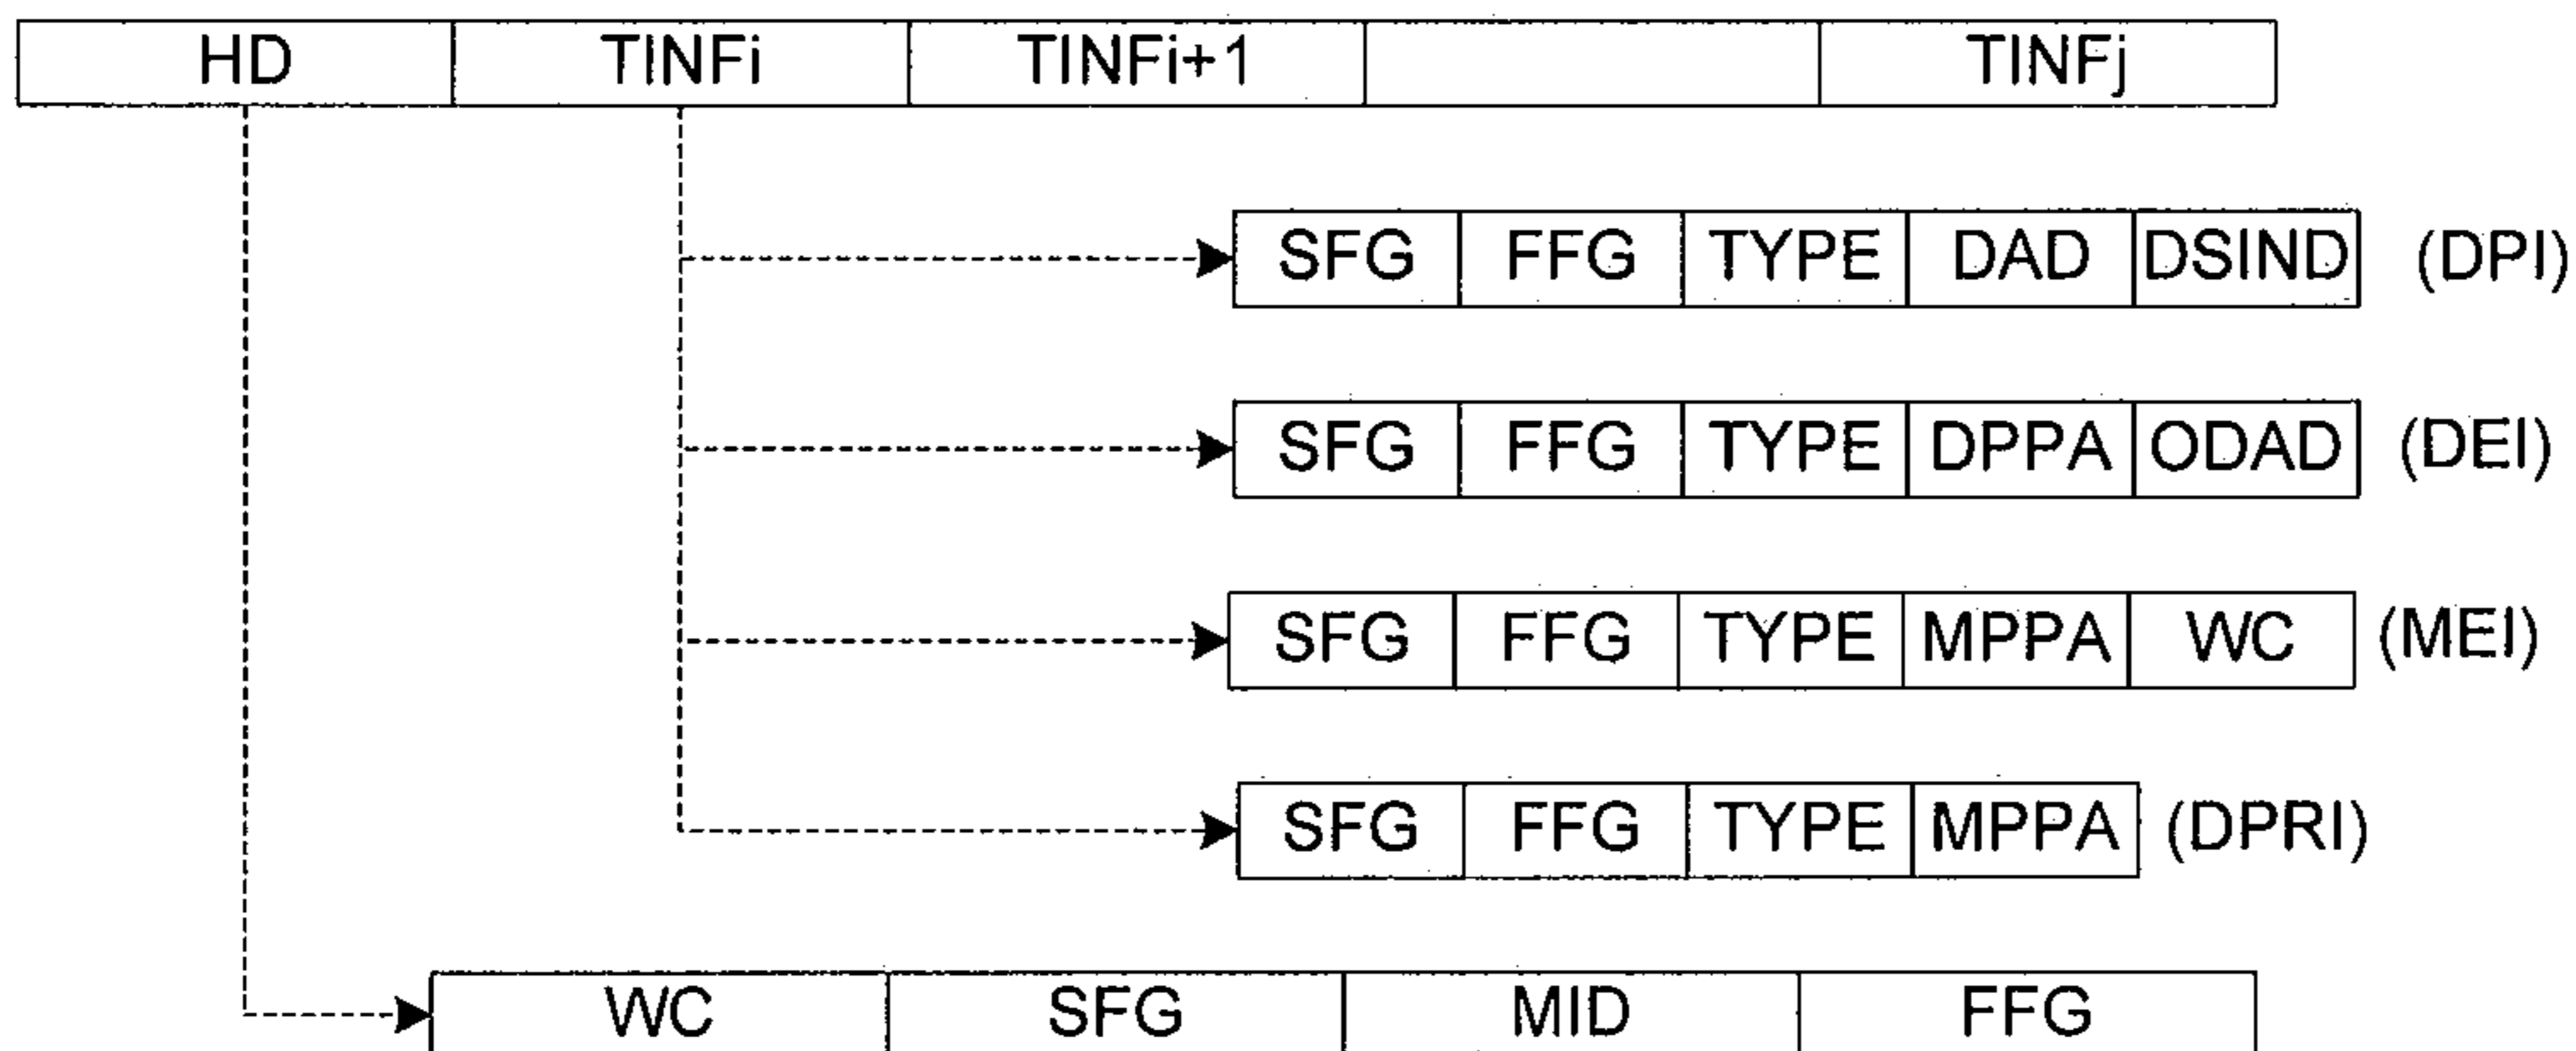 HD TINFi TINFi+1 TINFj
SFG FFG TYPE DAD DSIND (DPI)
SFG FFG TYPE DPPA ODAD (DEI)
SFG FFG TYPE MPPA WC (MEI)
SFG FFG TYPE MPPA (DPRI)
WC SFG MID FFG